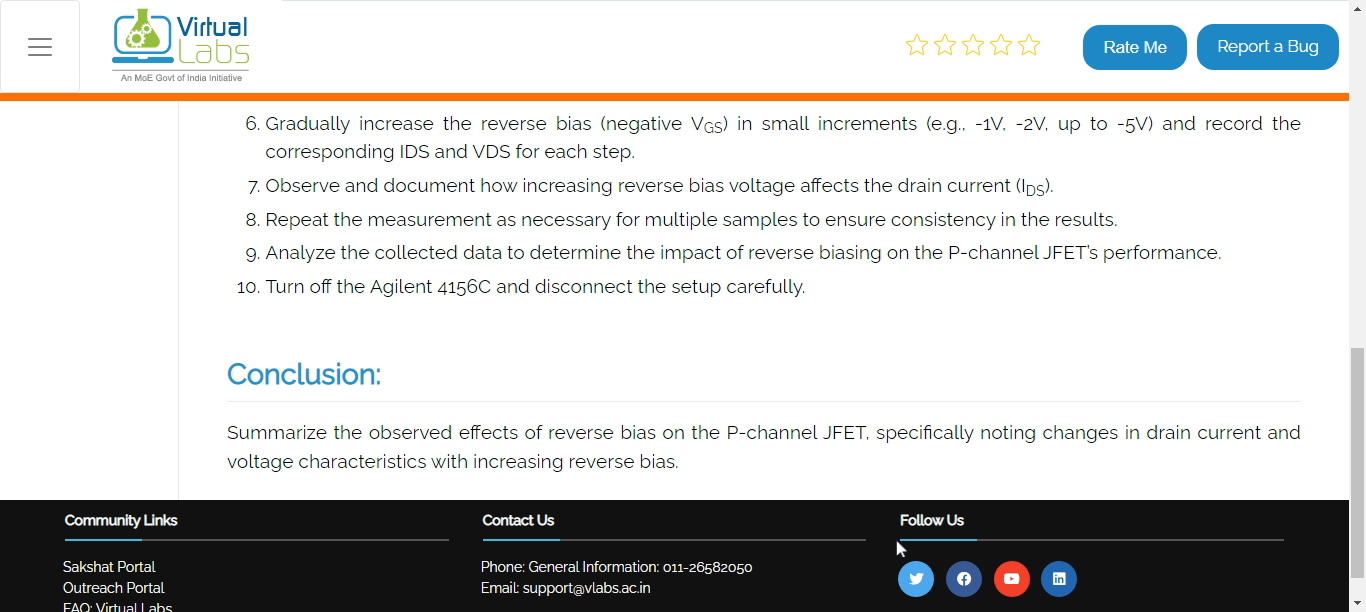 Virtual
Labs
An MoE Govt of India Initiative
Rate Me
Report a Bug
6. Gradually increase the reverse bias (negative VGS) in small increments (e.g., -1V, -2V, up to -5V) and record the
corresponding IDS and VDS for each step.
7. Observe and document how increasing reverse bias voltage affects the drain current (IDS).
8. Repeat the measurement as necessary for multiple samples to ensure consistency in the results.
9. Analyze the collected data to determine the impact of reverse biasing on the P-channel JFET's performance.
10. Turn off the Agilent 4156C and disconnect the setup carefully.
Conclusion:
Summarize the observed effects of reverse bias on the P-channel JFET, specifically noting changes in drain current and
voltage characteristics with increasing reverse bias.
Community Links
Sakshat Portal
Outreach Portal
FAQ: Virtual Labs
Contact Us
Phone: General Information: 011-26582050
Email: support@vlabs.ac.in
Follow Us